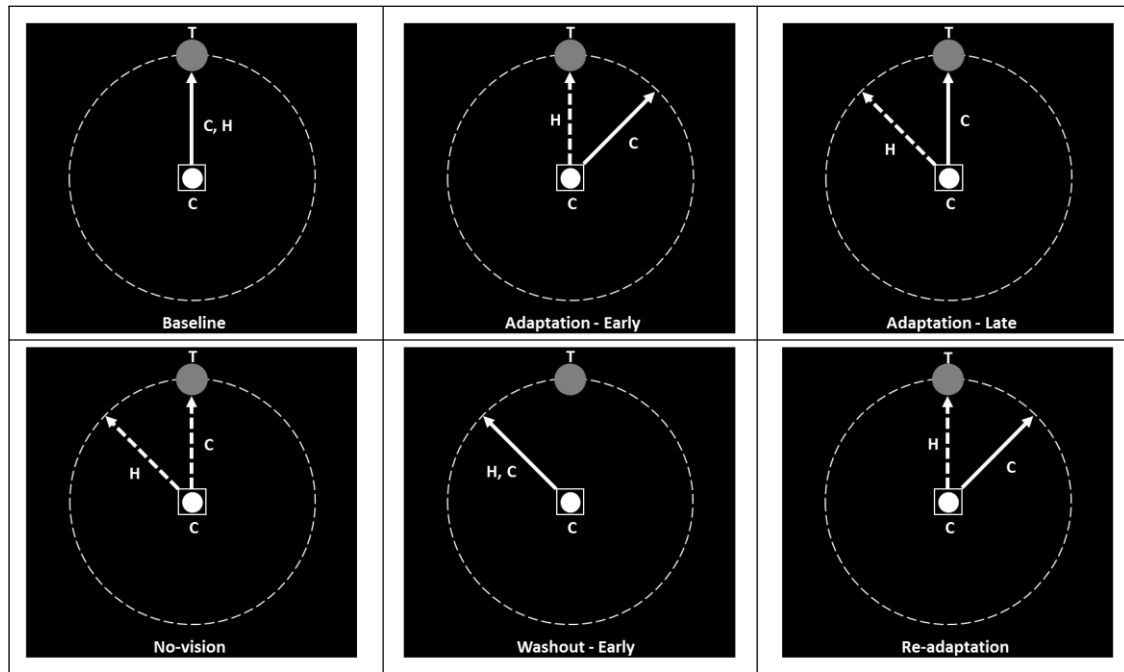 T
C, H
C
Baseline
T
H
C
C
Adaptation - Early
T
C
H
C
Adaptation - Late
T
C
H
C
No-vision
T
H, C
C
Washout - Early
T
H
C
C
Re-adaptation